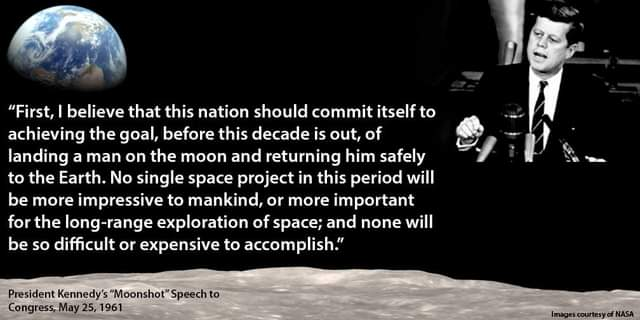 “First, I believe that this nation should commit itself to
achieving the goal, before this decade is out, of
landing a man on the moon and returning him safely
to the Earth. No single space project in this period will
be more impressive to mankind, or more important
for the long-range exploration of space; and none will
be so difficult or expensive to accomplish.”
President Kennedy’s “Moonshot” Speech to
Congress, May 25, 1961
Images courtesy of NASA